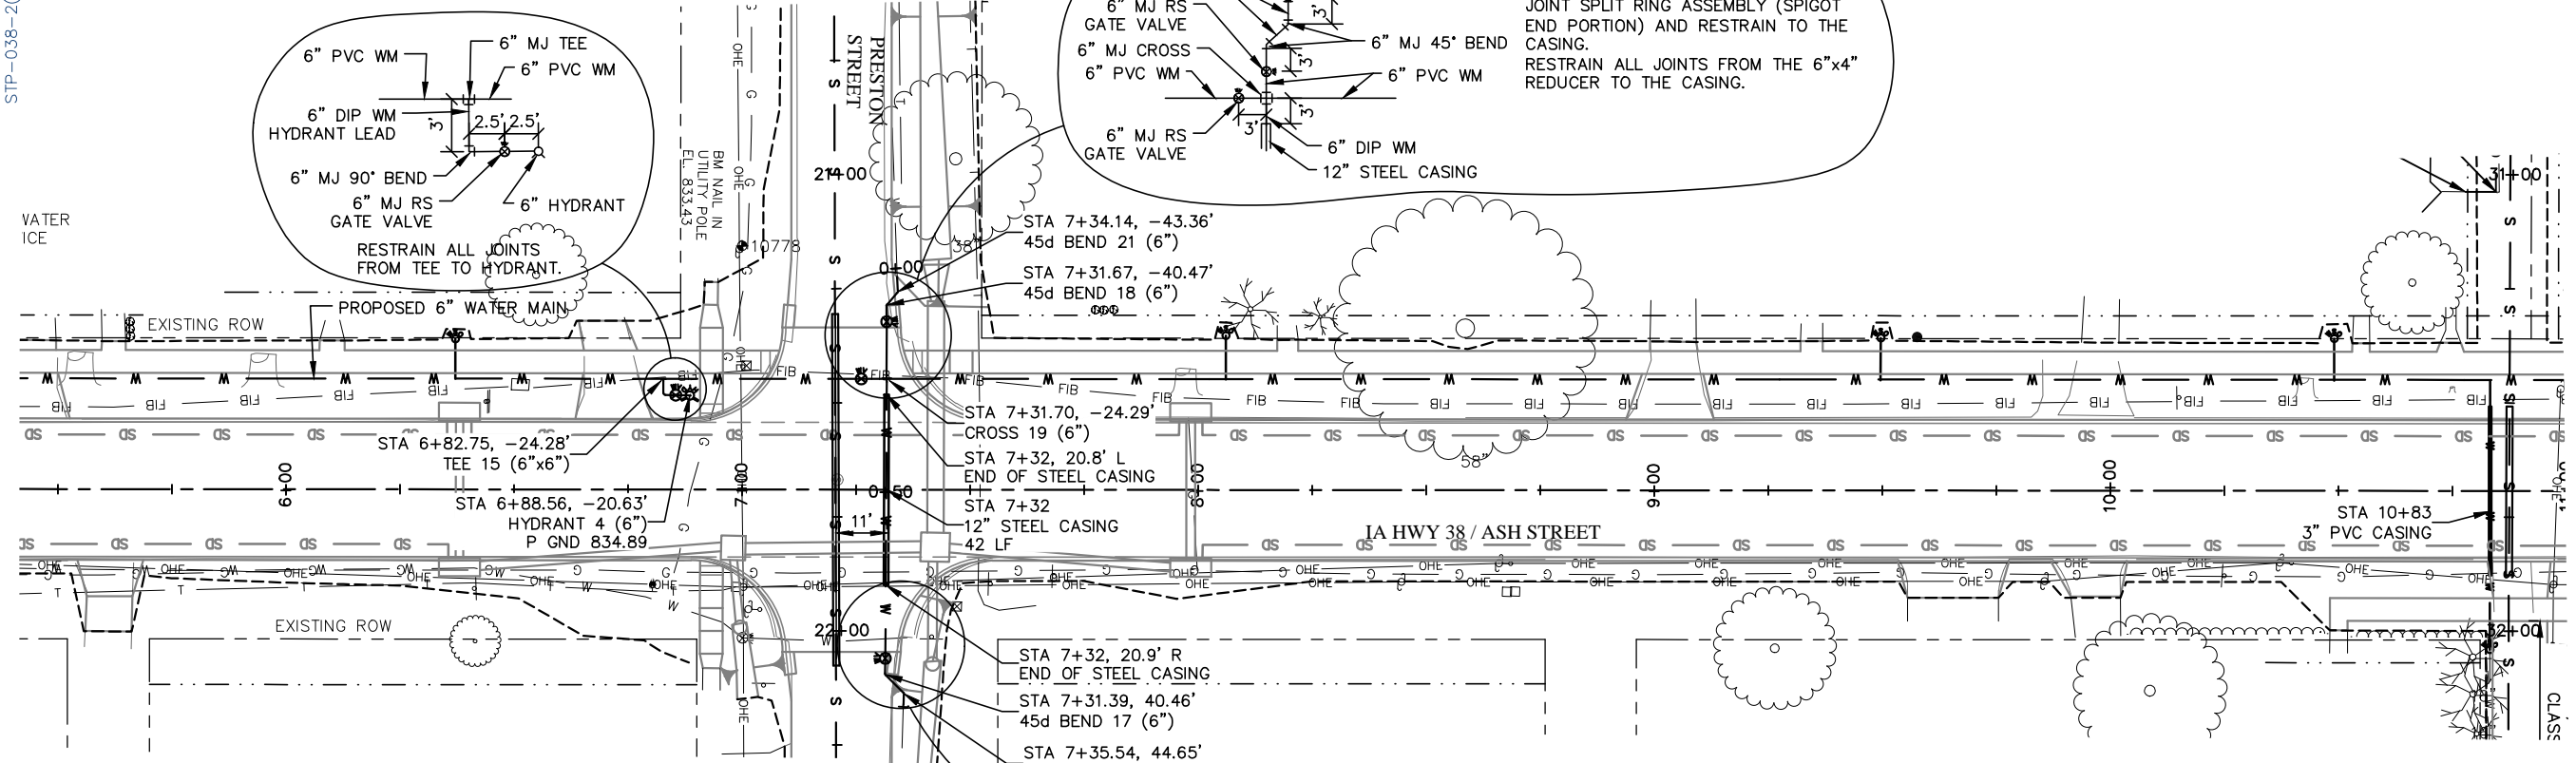 STP-038-2(
6" PVC WM
6" MJ TEE
6" PVC WM
6" DIP WM
HYDRANT LEAD
3'
2.5'
2.5'
6" MJ 90° BEND
6" MJ RS
GATE VALVE
6" HYDRANT
RESTRAIN ALL JOINTS
FROM TEE TO HYDRANT.
ICE
PROPOSED 6" WATER MAIN
EXISTING ROW
BM NAIL IN
UTILITY POLE
EL. 833.43
10778
PRESTON
STREET
21+00
38"
0+00
6" MJ RS
GATE VALVE
6" MJ CROSS
6" PVC WM
6" MJ RS
GATE VALVE
3'
6" MJ 45° BEND
3'
6" PVC WM
3'
3'
6" DIP WM
12" STEEL CASING
JOINT SPLIT RING ASSEMBLY (SPIGOT
END PORTION) AND RESTRAIN TO THE
CASING.
RESTRAIN ALL JOINTS FROM THE 6"x4"
REDUCER TO THE CASING.
STA 7+34.14, -43.36'
45d BEND 21 (6")
STA 7+31.67, -40.47'
45d BEND 18 (6")
31+00
STA 7+31.70, -24.29'
CROSS 19 (6")
STA 7+32, 20.8' L
END OF STEEL CASING
STA 7+32
12" STEEL CASING
42 LF
STA 6+82.75, -24.28'
TEE 15 (6"x6")
STA 6+88.56, -20.63'
HYDRANT 4 (6")
P GND 834.89
6+00
7+00
0+50
11'
8+00
58"
9+00
10+00
IA HWY 38 / ASH STREET
STA 10+83
3" PVC CASING
EXISTING ROW
22+00
32+00
STA 7+32, 20.9' R
END OF STEEL CASING
STA 7+31.39, 40.46'
45d BEND 17 (6")
STA 7+35.54, 44.65'
CLASS